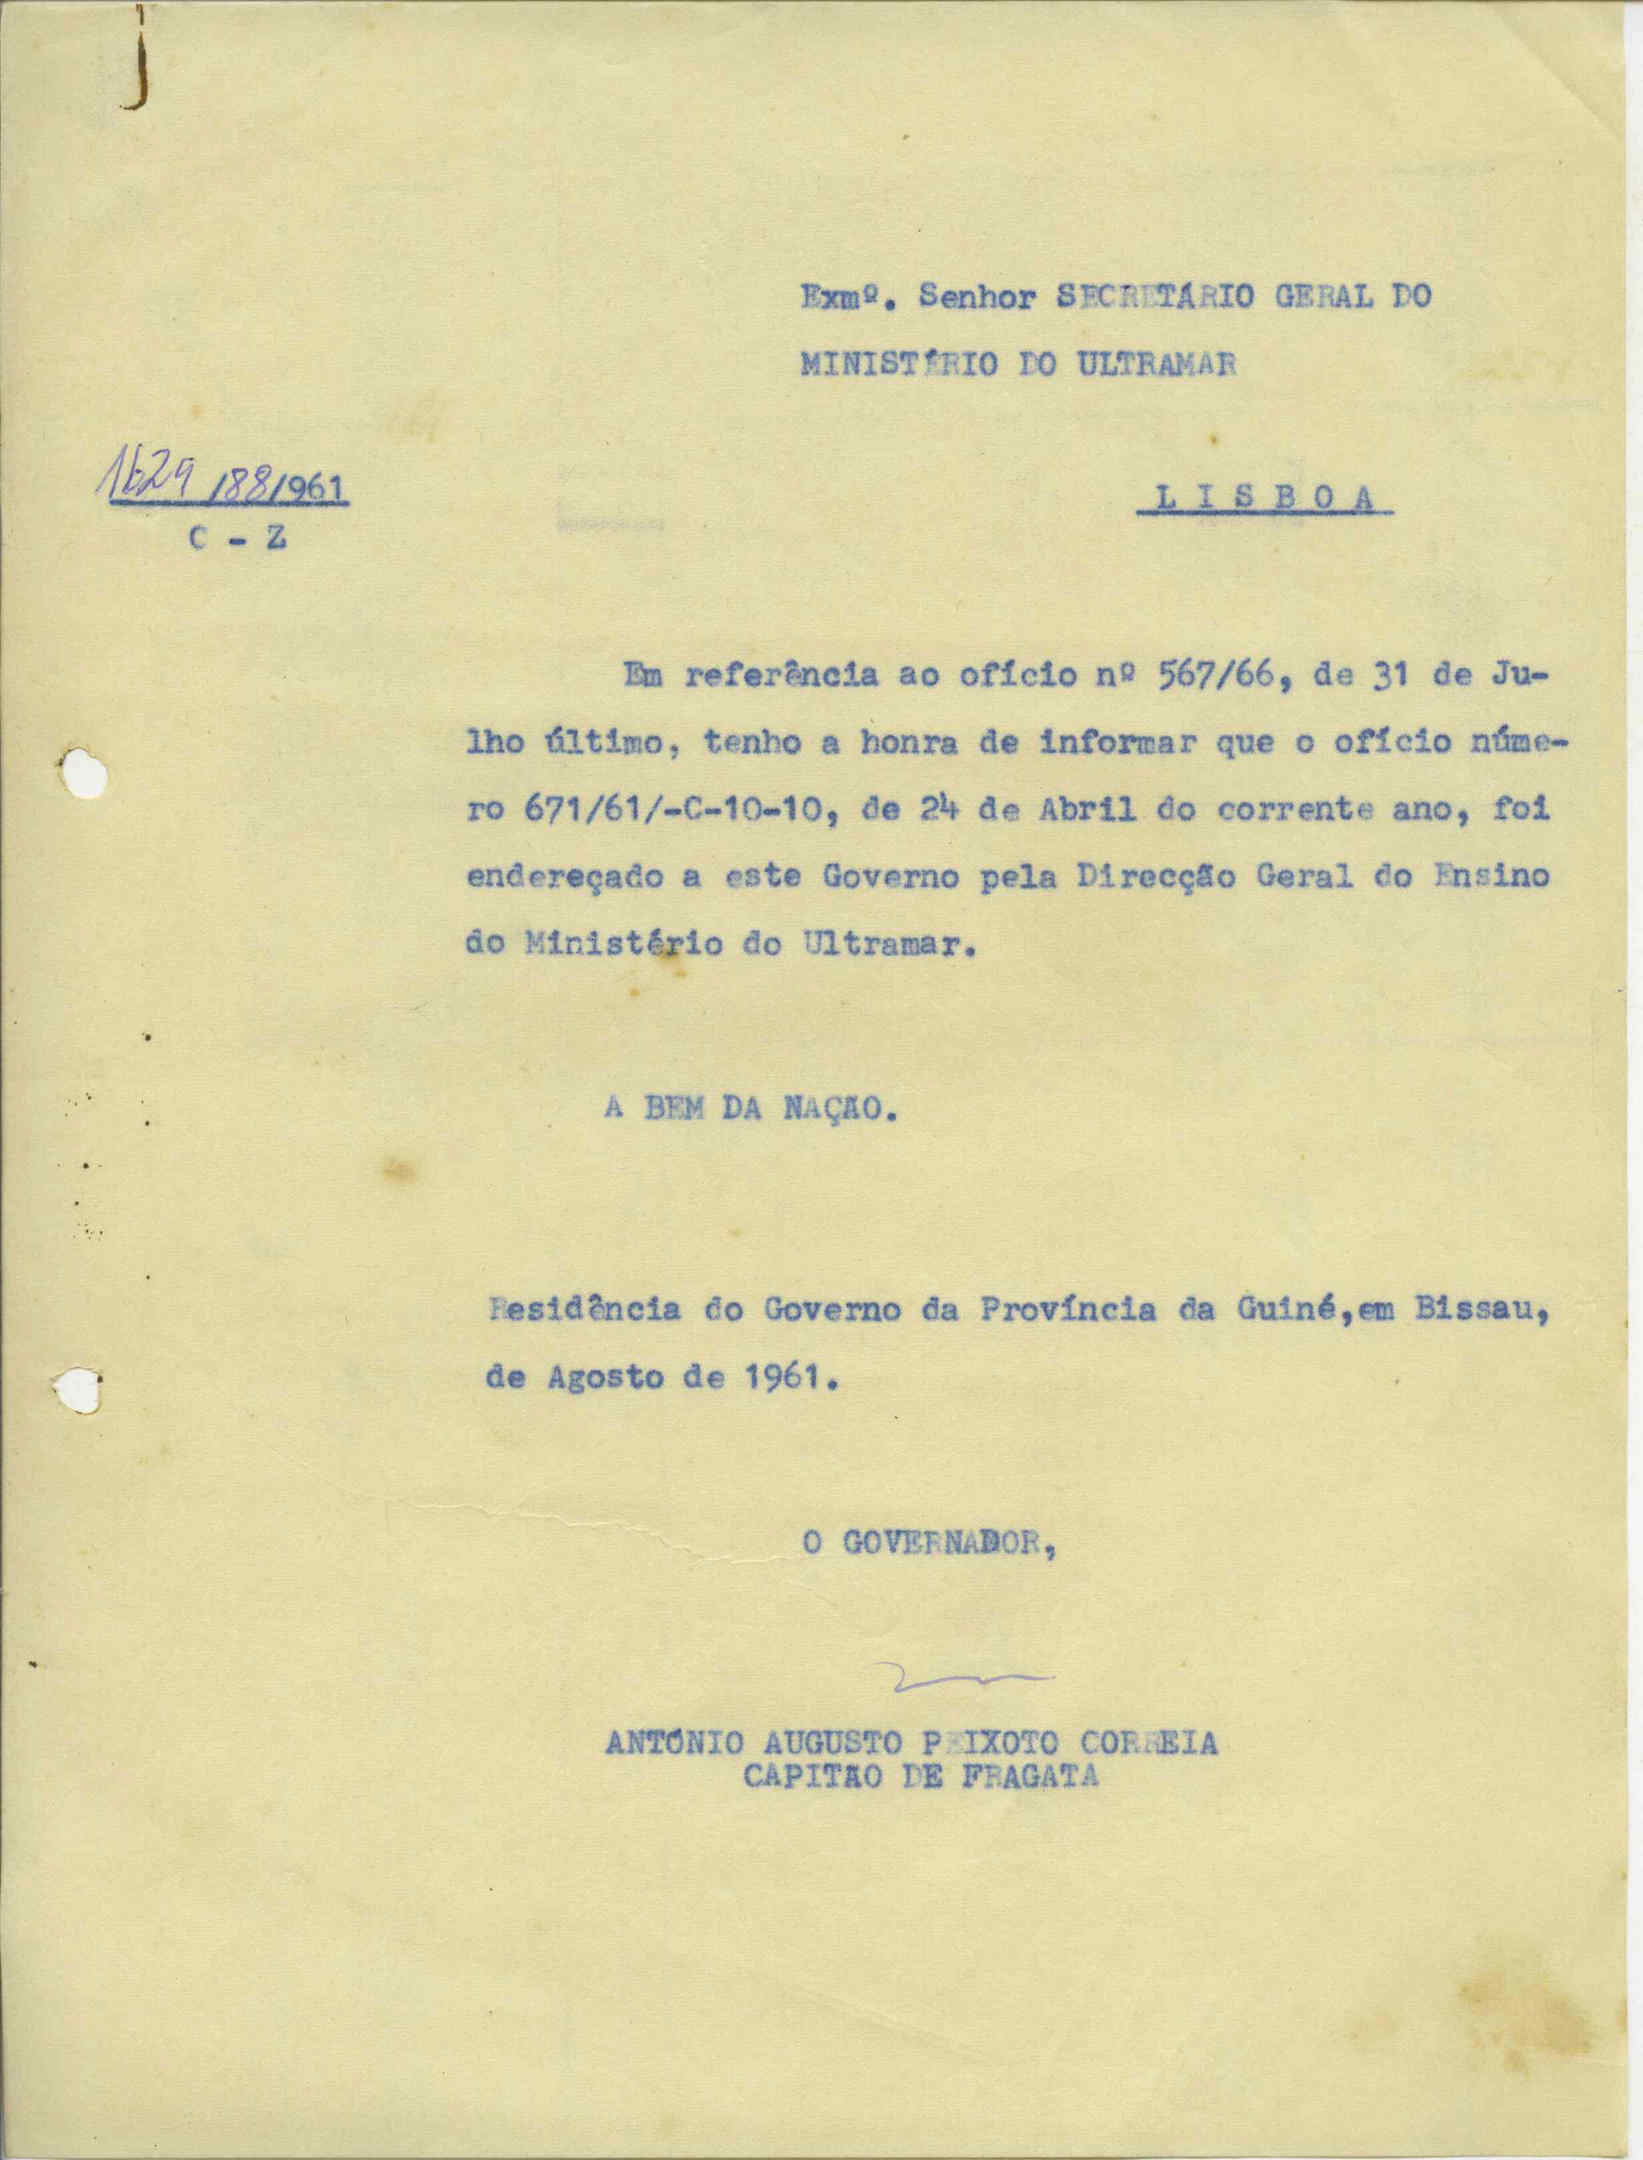 Exmº. Senhor SECRETÁRIO GERAL DO
MINISTÉRIO DO ULTRAMAR
1629/88/961
C - Z
L I S B O A
Em referência ao ofício nº 567/66, de 31 de Ju-
lho último, tenho a honra de informar que o ofício núme-
ro 671/61/-C-10-10, de 24 de Abril do corrente ano, foi
endereçado a este Governo pela Direcção Geral do Ensino
do Ministério do Ultramar.
A BEM DA NAÇÃO.
Residência do Governo da Província da Guiné,em Bissau,
de Agosto de 1961.
O GOVERNADOR,
ANTÓNIO AUGUSTO PEIXOTO CORREIA
CAPITÃO DE FRAGATA